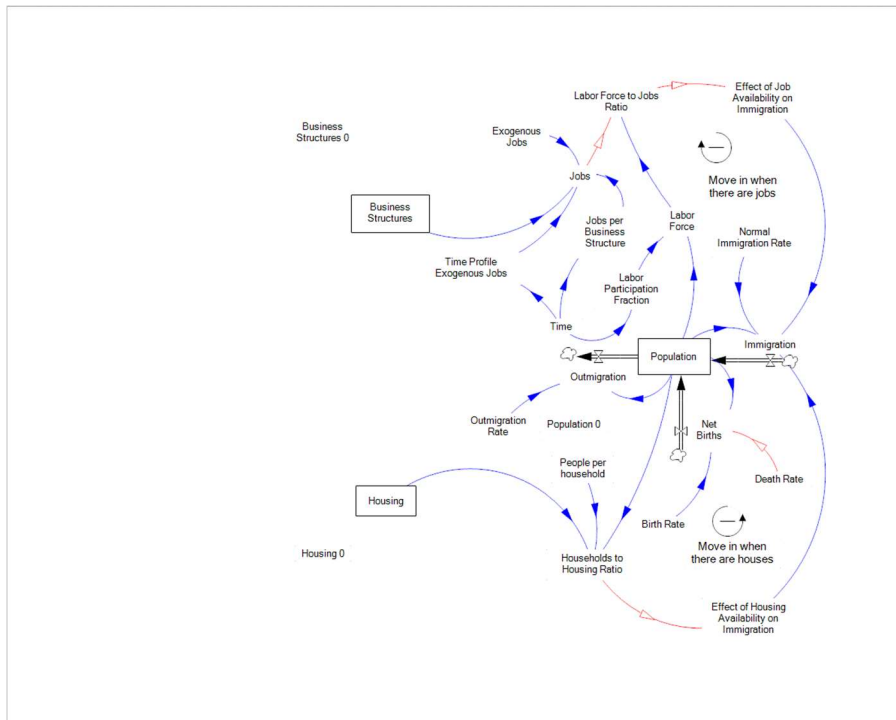 Labor Force to Jobs
Ratio
Effect of Job
Availability on
Immigration
Business
Structures 0
Exogenous
Jobs
Jobs
Move in when
there are jobs
Business
Structures
Jobs per
Business
Structure
Labor
Force
Normal
Immigration Rate
Time Profile
Exogenous Jobs
Labor
Participation
Fraction
Time
Immigration
Population
Outmigration
Outmigration
Rate
Population 0
Net
Births
People per
household
Death Rate
Housing
Birth Rate
Move in when
there are houses
Housing 0
Households to
Housing Ratio
Effect of Housing
Availability on
Immigration